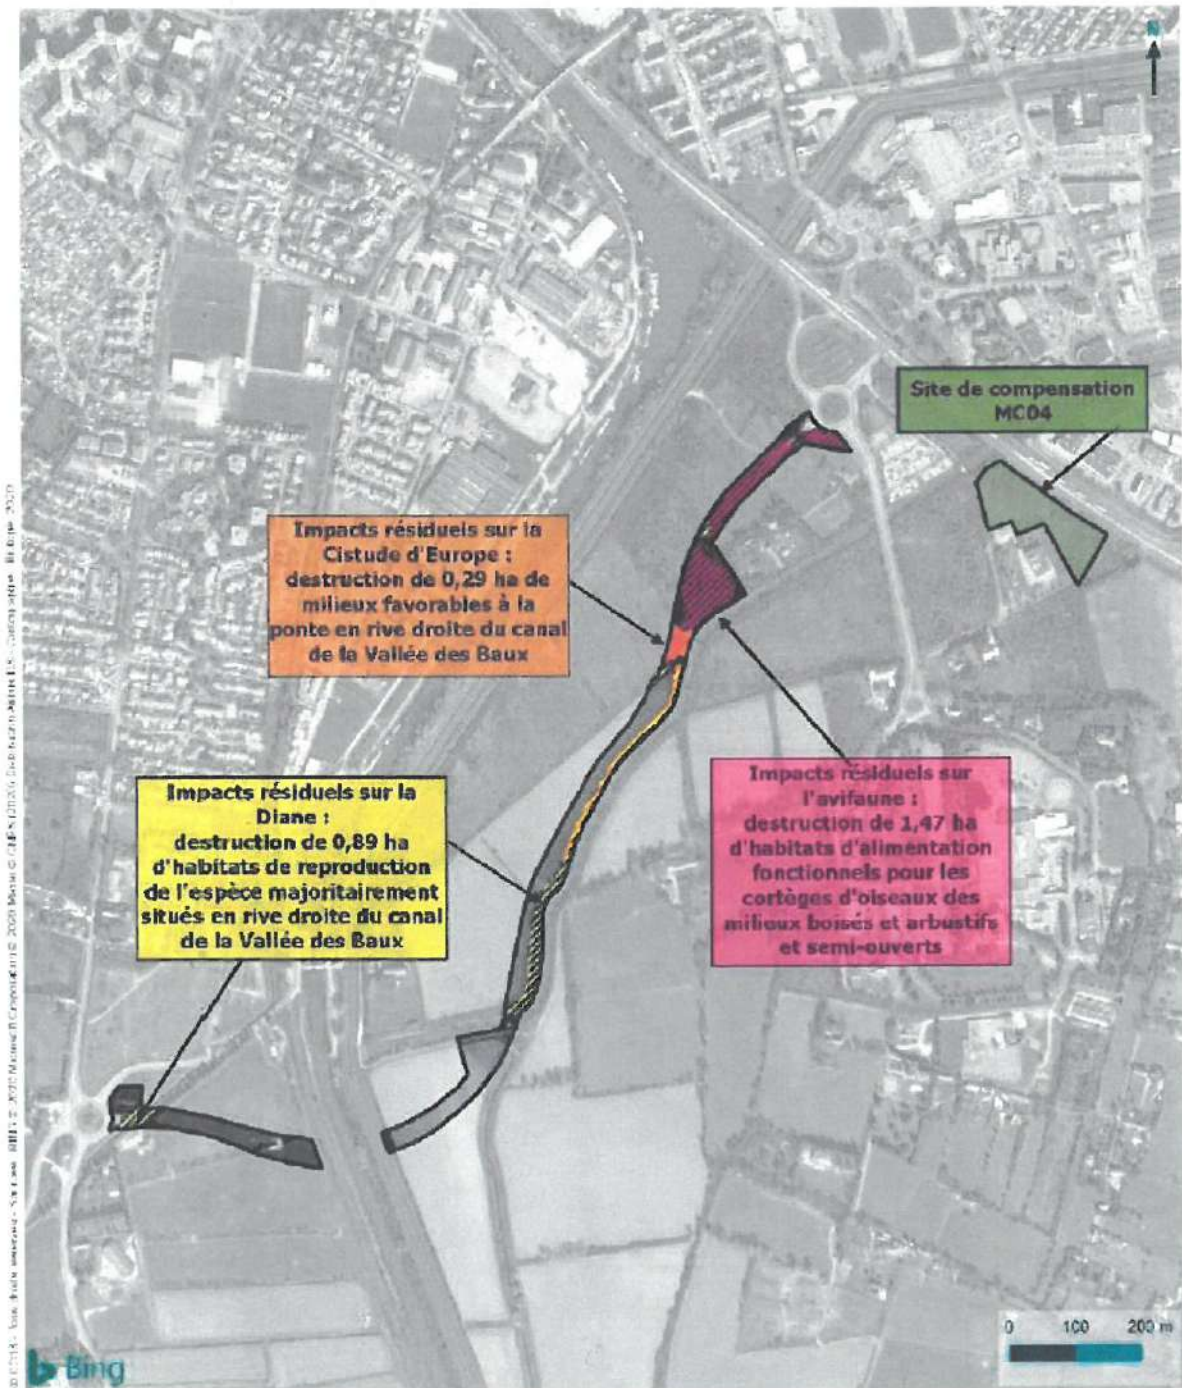 Site de compensation
MC04
Impacts résiduels sur la
Cistude d'Europe :
destruction de 0,29 ha de
milieux favorables à la
ponte en rive droite du canal
de la Vallée des Baux
Impacts résiduels sur la
Diane :
destruction de 0,89 ha
d'habitats de reproduction
de l'espèce majoritairement
situés en rive droite du canal
de la Vallée des Baux
Impacts résiduels sur
l'avifaune :
destruction de 1,47 ha
d'habitats d'alimentation
fonctionnels pour les
cortèges d'oiseaux des
milieux boisés et arbustifs
et semi-ouverts
0 100 200 m
Bing